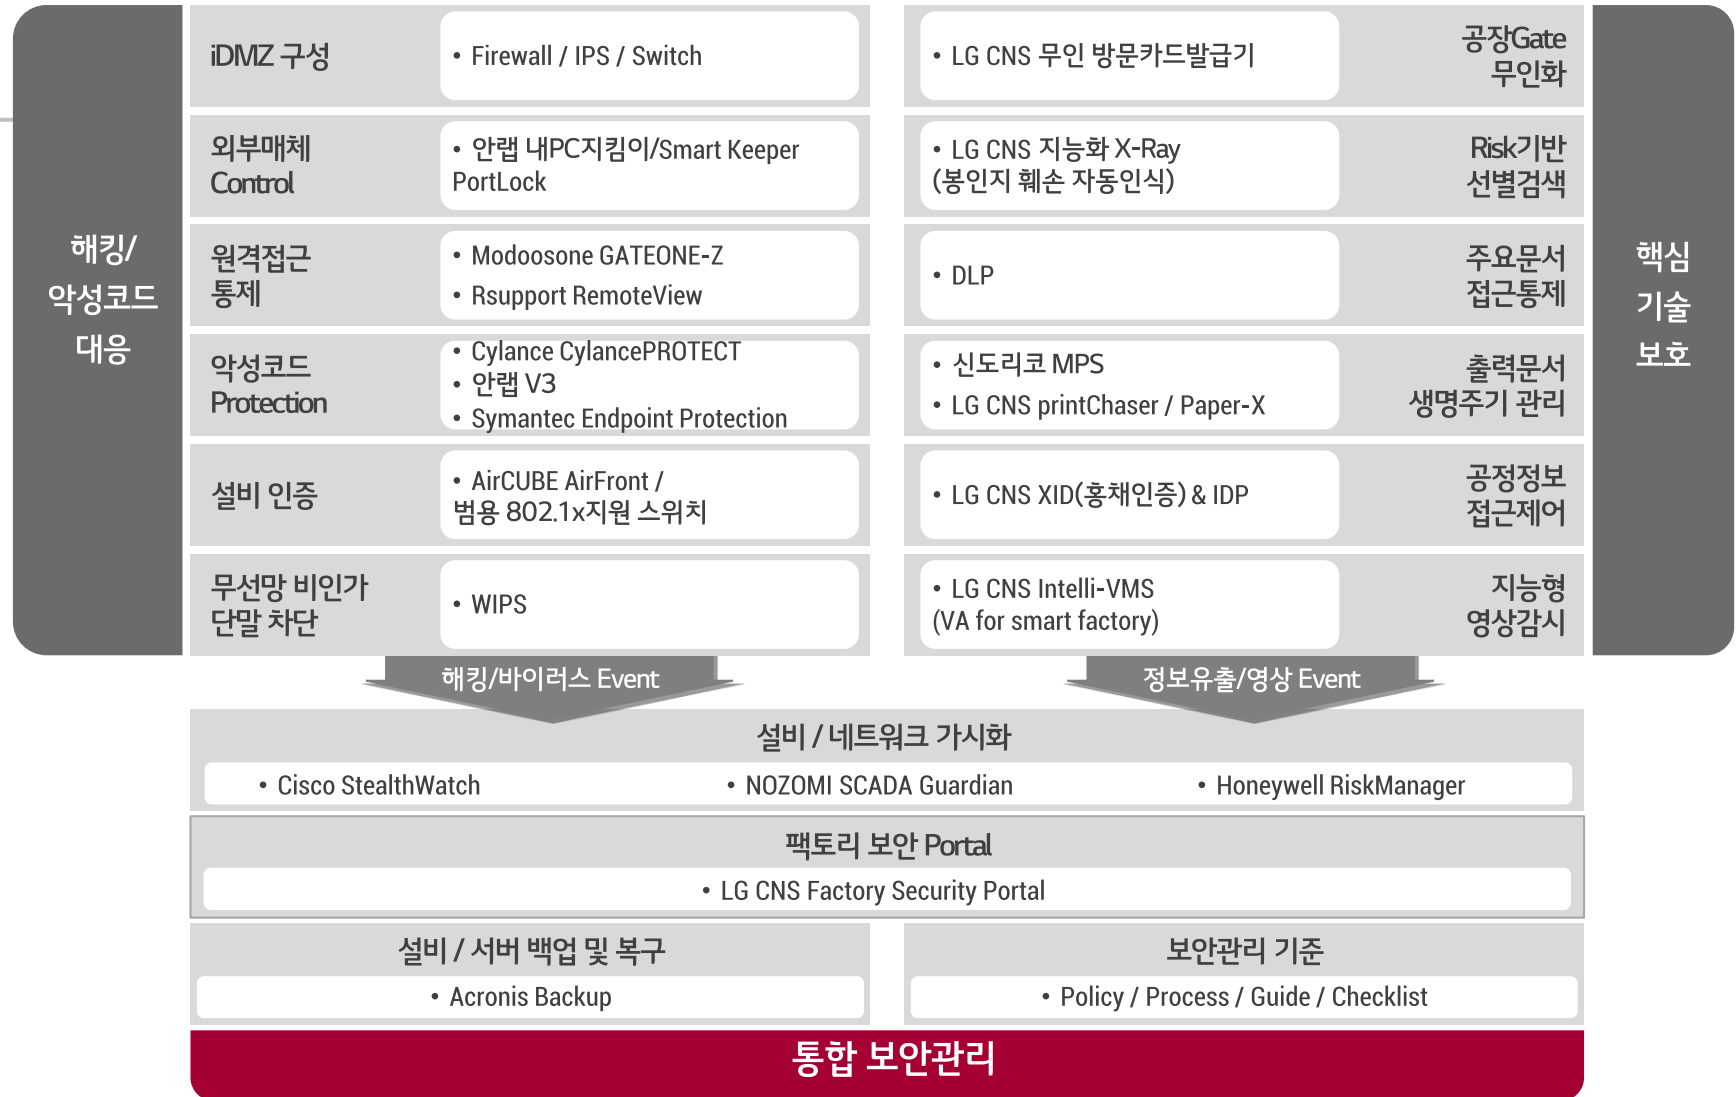 해킹/
악성코드
대응
iDMZ 구성
• Firewall / IPS / Switch
외부매체
Control
• 안랩 내PC지킴이/Smart Keeper
PortLock
원격접근
통제
• Modoosone GATEONE-Z
• Rsupport RemoteView
악성코드
Protection
• Cylance CylancePROTECT
• 안랩 V3
• Symantec Endpoint Protection
설비 인증
• AirCUBE AirFront /
범용 802.1x지원 스위치
무선망 비인가
단말 차단
• WIPS
• LG CNS 무인 방문카드발급기
공장Gate
무인화
• LG CNS 지능화 X-Ray
(봉인지 훼손 자동인식)
Risk기반
선별검색
• DLP
주요문서
접근통제
• 신도리코 MPS
• LG CNS printChaser / Paper-X
출력문서
생명주기 관리
• LG CNS XID(홍채인증) & IDP
공정정보
접근제어
• LG CNS Intelli-VMS
(VA for smart factory)
지능형
영상감시
핵심
기술
보호
해킹/바이러스 Event
정보유출/영상 Event
설비 / 네트워크 가시화
• Cisco StealthWatch
• NOZOMI SCADA Guardian
• Honeywell RiskManager
팩토리 보안 Portal
• LG CNS Factory Security Portal
설비 / 서버 백업 및 복구
• Acronis Backup
보안관리 기준
• Policy / Process / Guide / Checklist
통합 보안관리